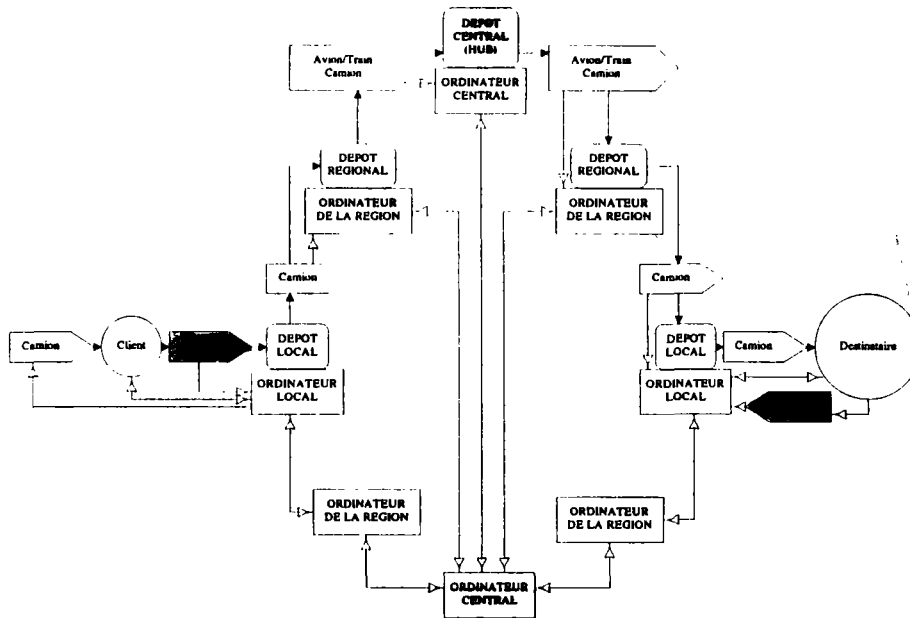 DEPOT
CENTRAL
(HUB)
Avion/Train
Camion
ORDINATEUR
CENTRAL
Avion/Train
Camion
DEPOT
REGIONAL
ORDINATEUR
DE LA REGION
DEPOT
REGIONAL
ORDINATEUR
DE LA REGION
Camion
Camion
Camion
Client
DEPOT
LOCAL
ORDINATEUR
LOCAL
DEPOT
LOCAL
Camion
Destinataire
ORDINATEUR
LOCAL
ORDINATEUR
DE LA REGION
ORDINATEUR
DE LA REGION
ORDINATEUR
CENTRAL